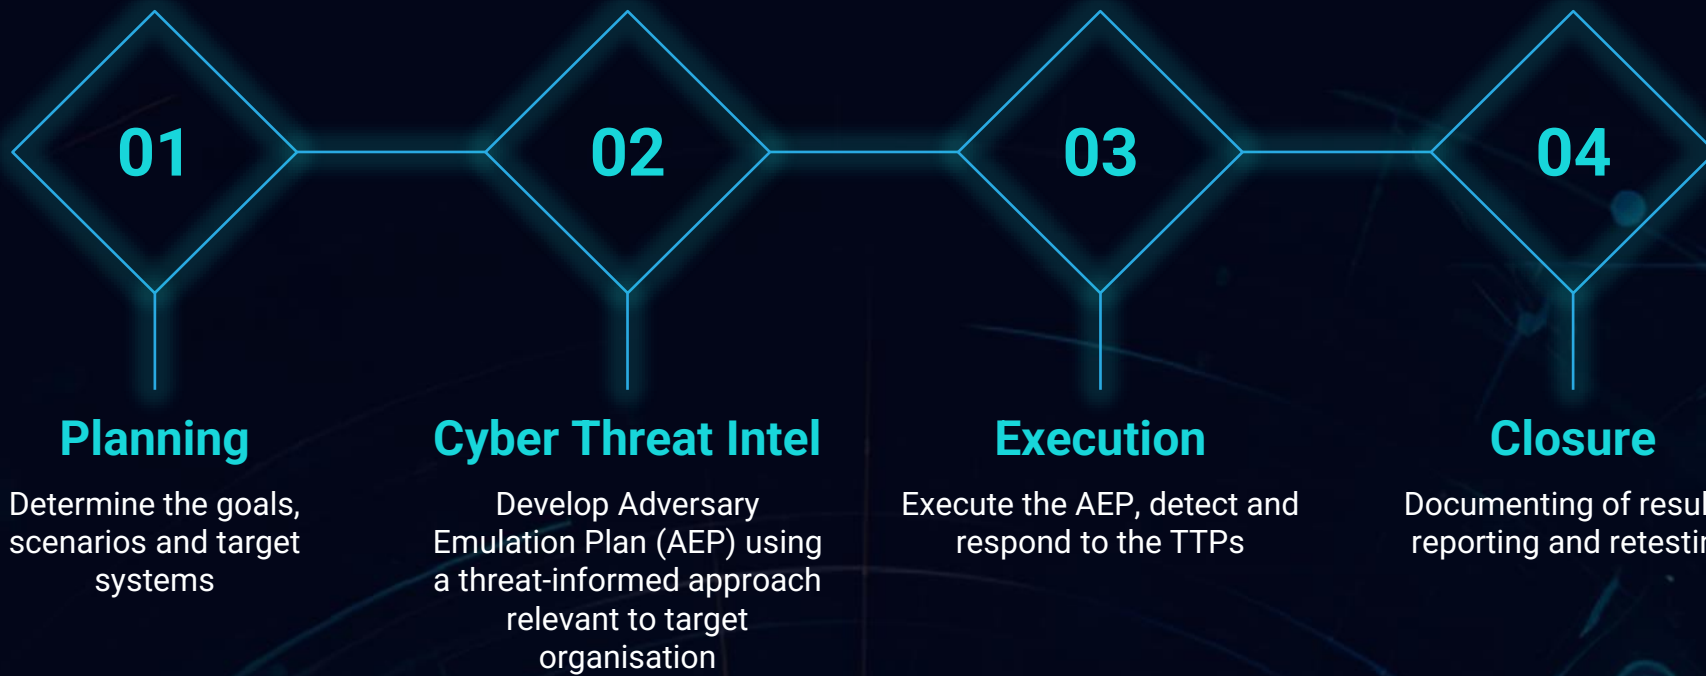 01
02
03
04
Planning
Determine the goals,
scenarios and target
systems
Cyber Threat Intel
Develop Adversary
Emulation Plan (AEP) using
a threat-informed approach
relevant to target
organisation
Execution
Execute the AEP, detect and
respond to the TTPs
Closure
Documenting of
reporting and